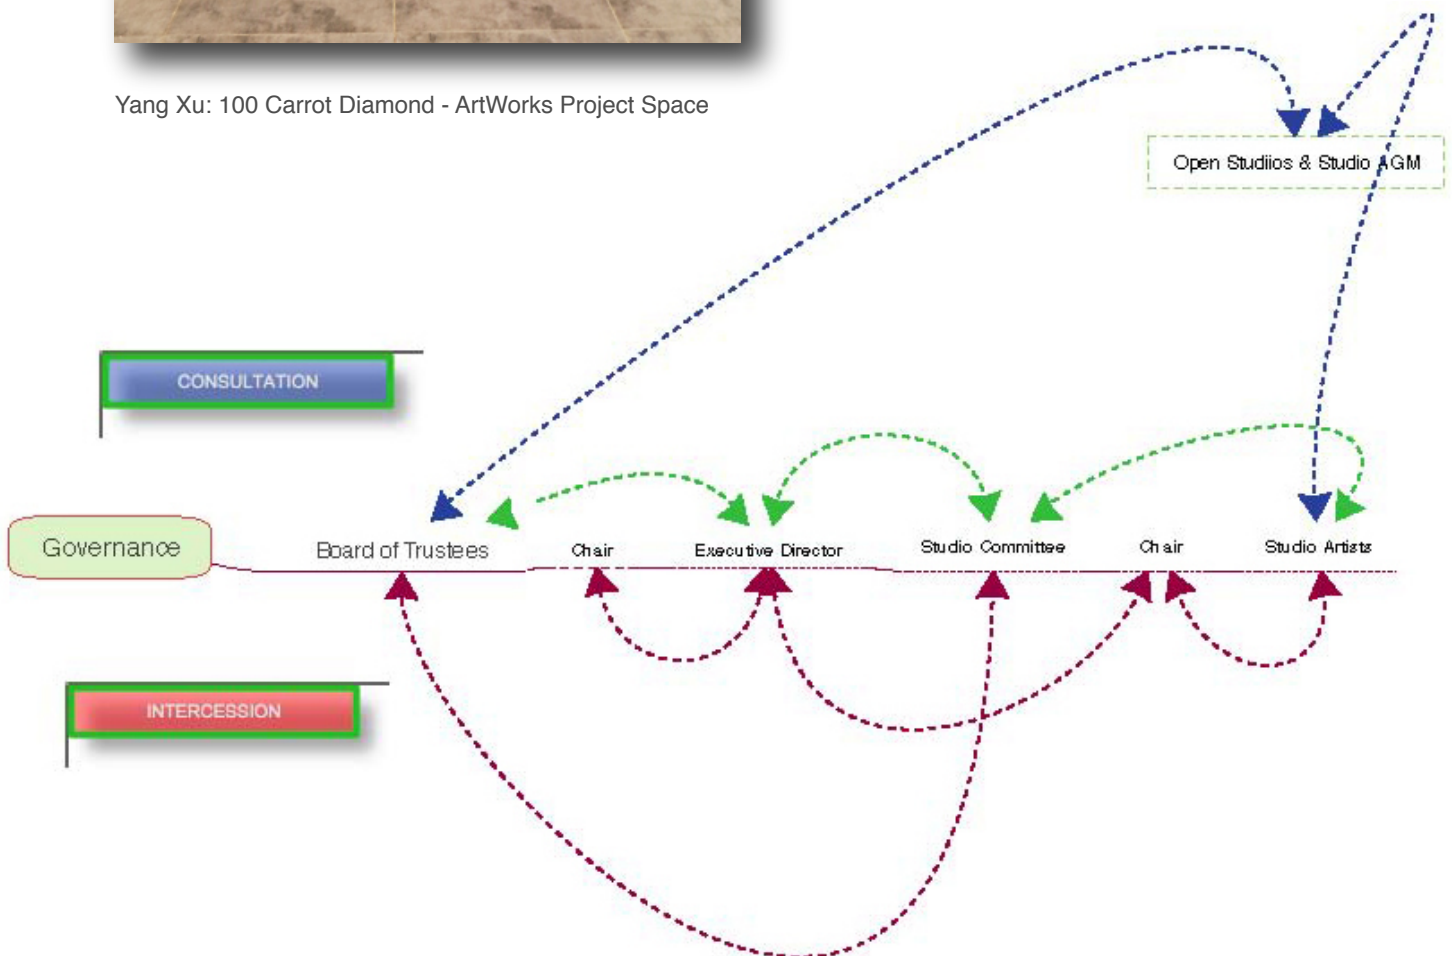 Yang Xu: 100 Carrot Diamond - ArtWorks Project Space
Open Studiios & Studio AGM
CONSULTATION
Governance
Board of Trustees
Chair
Executive Director
Studio Committee
Chair
Studio Artists
INTERCESSION